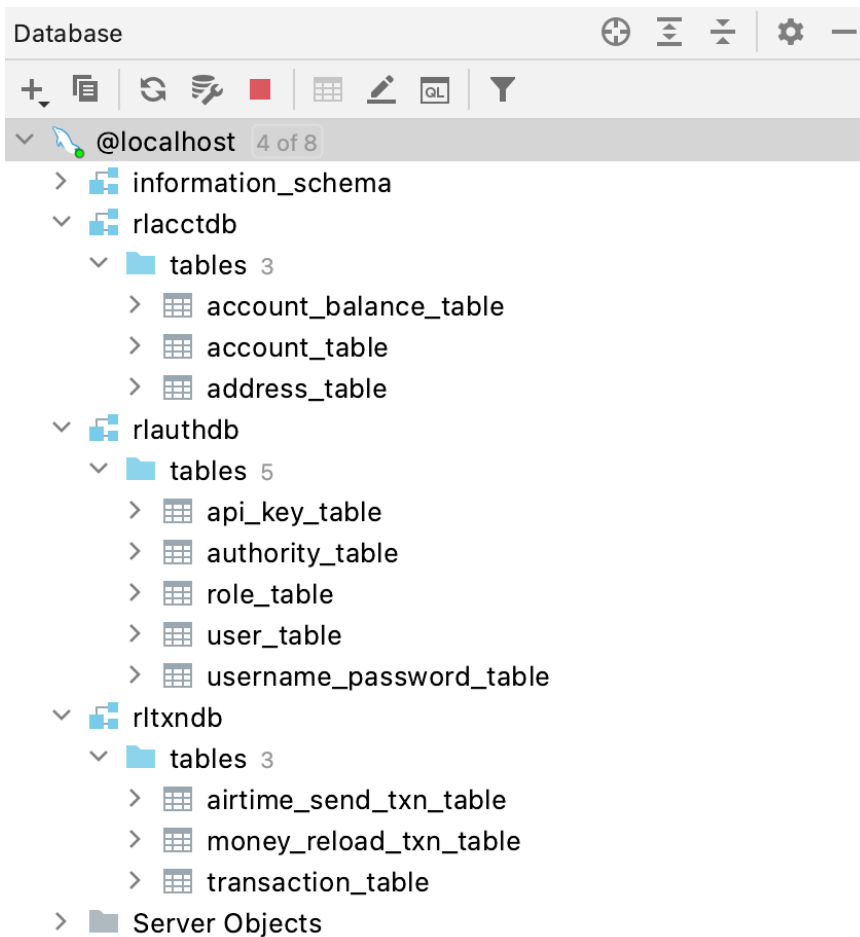 Database
QL
@localhost 4 of 8
information_schema
rlacctdb
tables 3
account_balance_table
account_table
address_table
rlauthdb
tables 5
api_key_table
authority_table
role_table
user_table
username_password_table
rltxndb
tables 3
airtime_send_txn_table
money_reload_txn_table
transaction_table
Server Objects